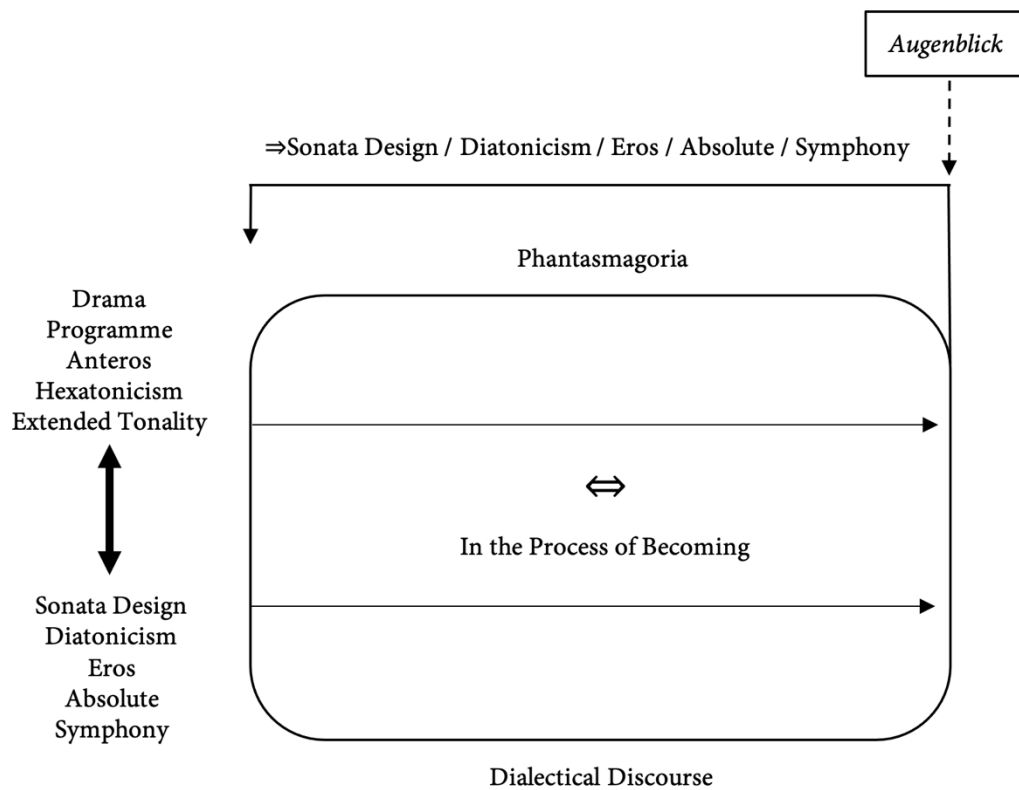 Augenblick
⇒Sonata Design / Diatonicism / Eros / Absolute / Symphony
Phantasmagoria
Drama
Programme
Anteros
Hexatonicism
Extended Tonality
⇔
In the Process of Becoming
Sonata Design
Diatonicism
Eros
Absolute
Symphony
Dialectical Discourse